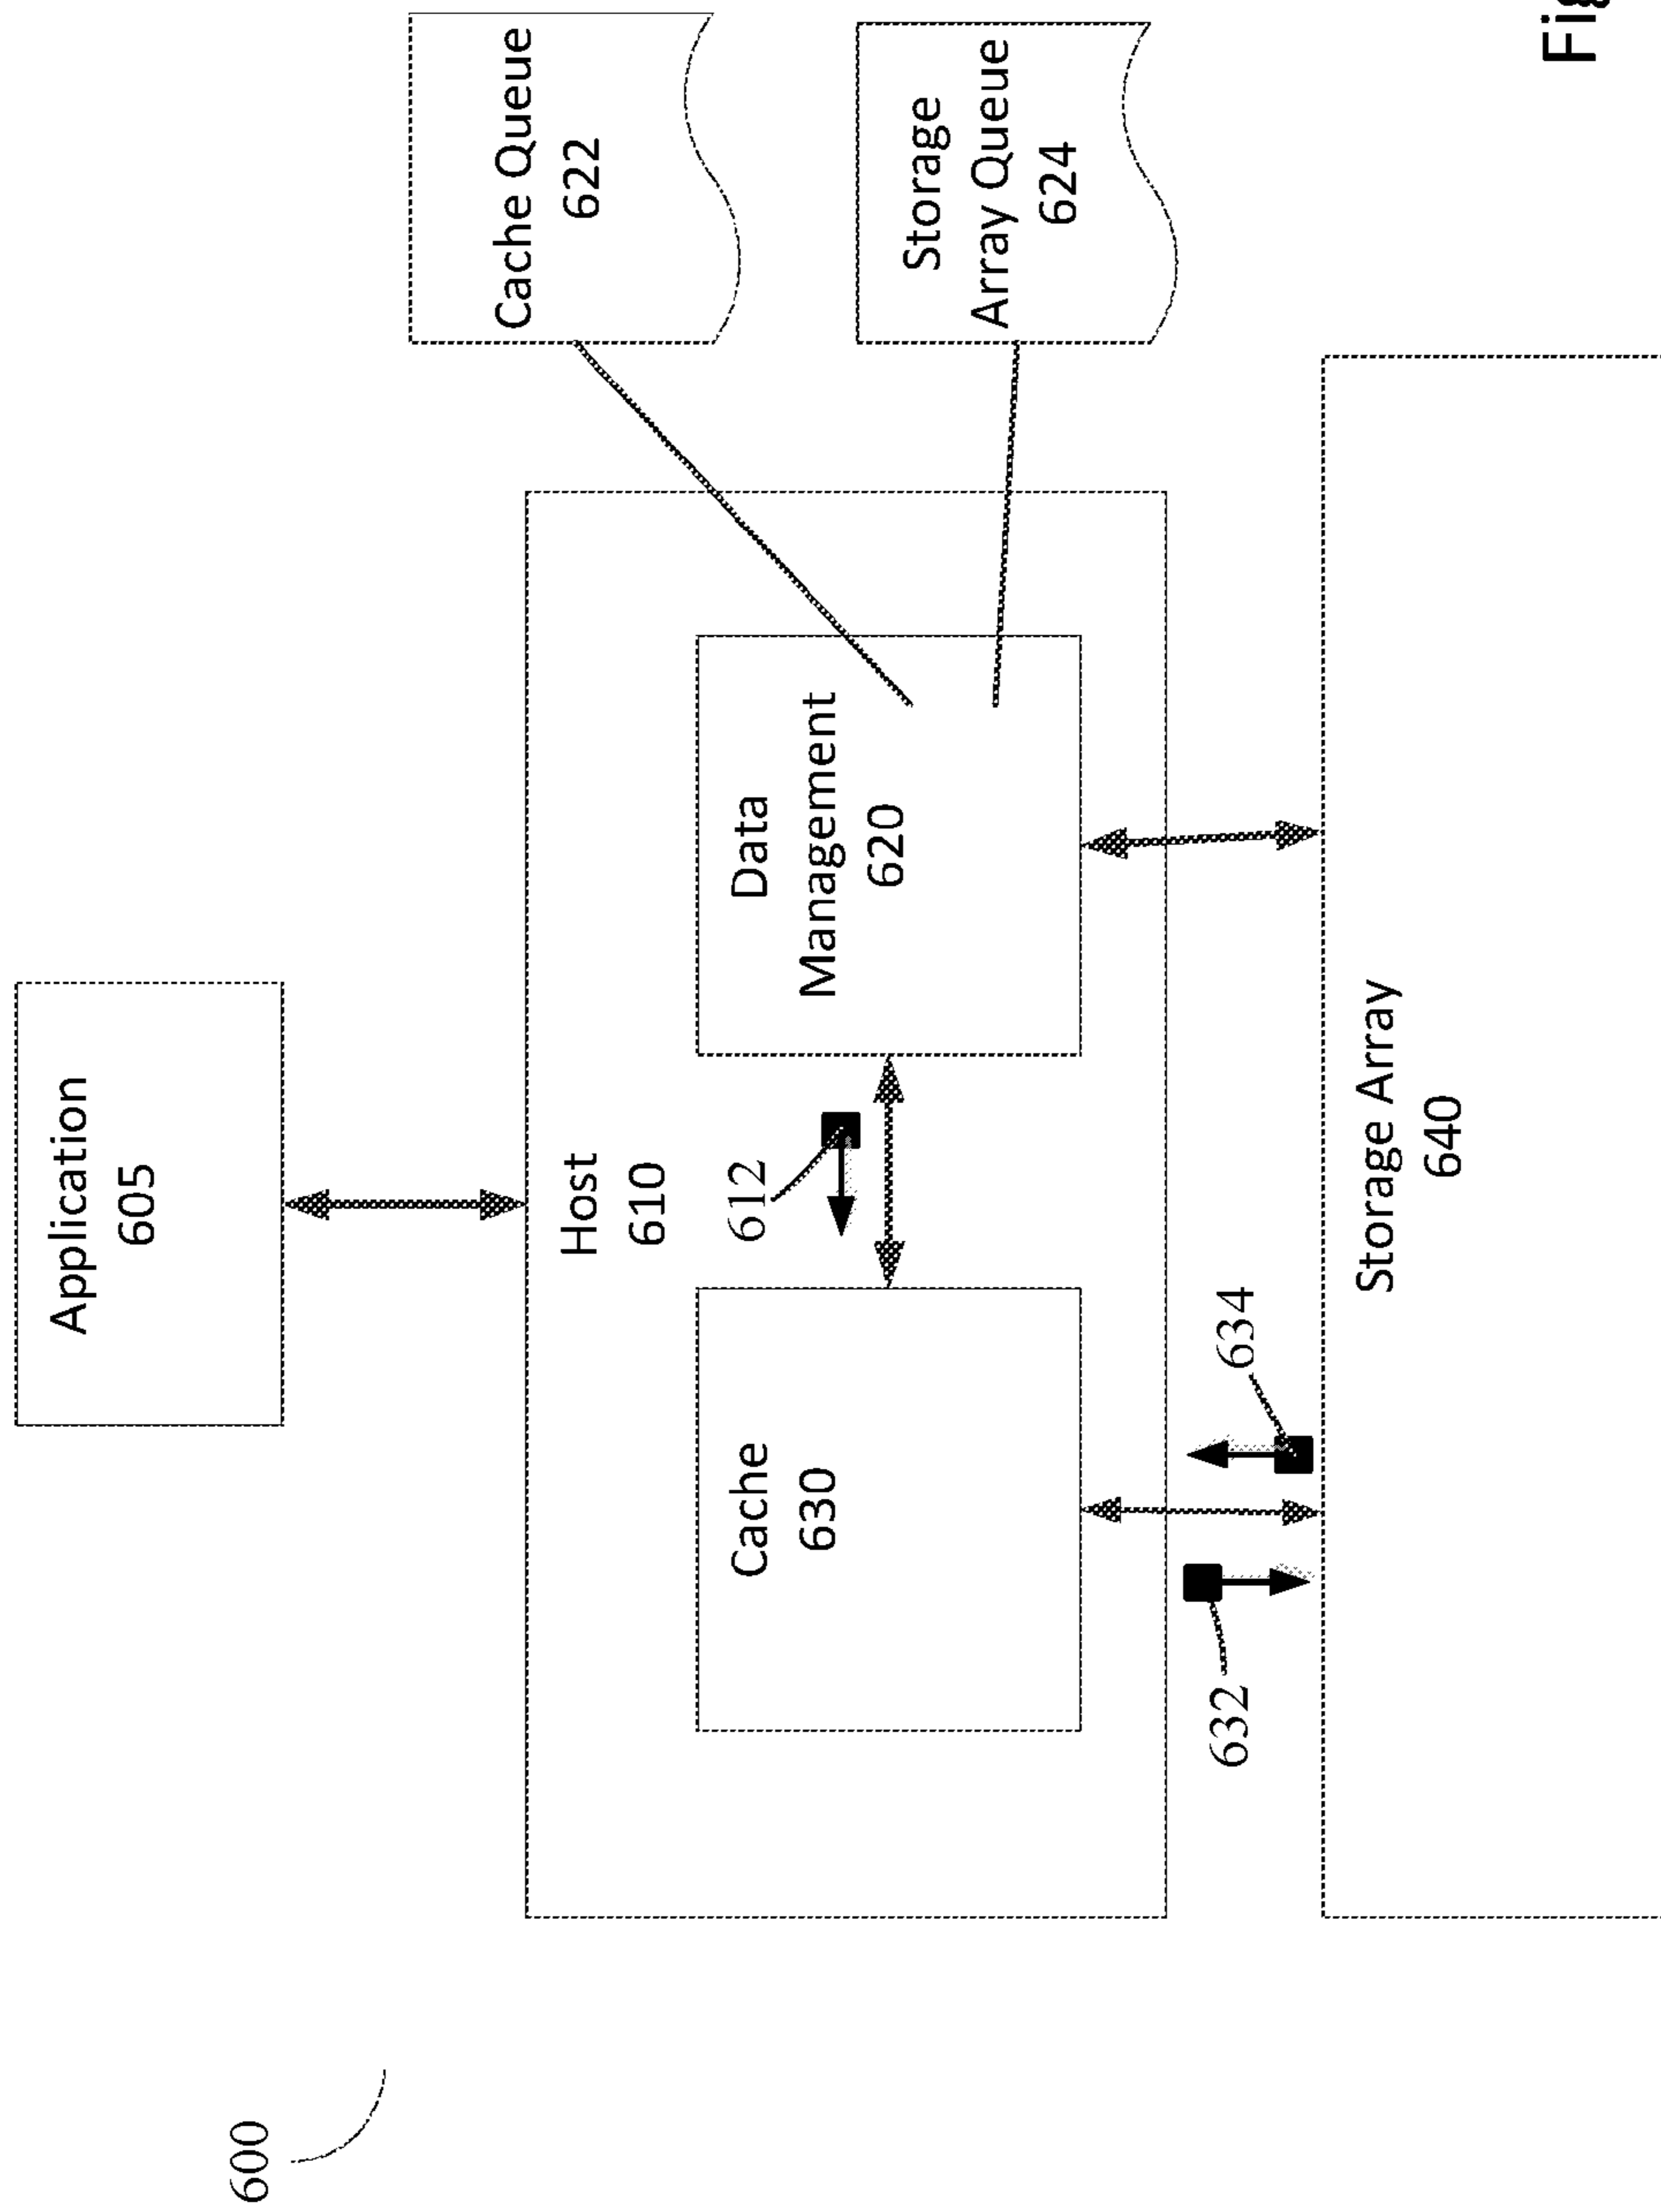 600
Application
605
Host
610
612
Cache
630
Data
Management
620
Cache Queue
622
Storage
Array Queue
624
632
634
Storage Array
640